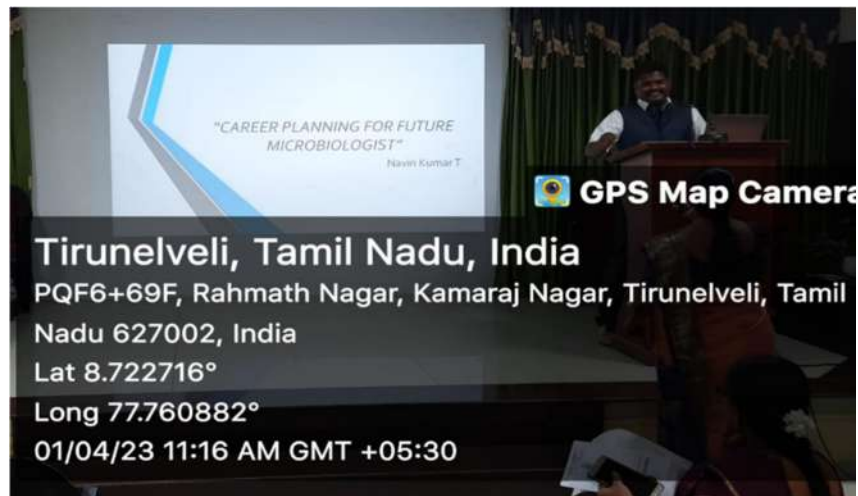 "CAREER PLANNING FOR FUTURE
MICROBIOLOGIST"
Navin Kumar T
GPS Map Camera
Tirunelveli, Tamil Nadu, India
PQF6+69F, Rahmath Nagar, Kamaraj Nagar, Tirunelveli, Tamil
Nadu 627002, India
Lat 8.722716°
Long 77.760882°
01/04/23 11:16 AM GMT +05:30